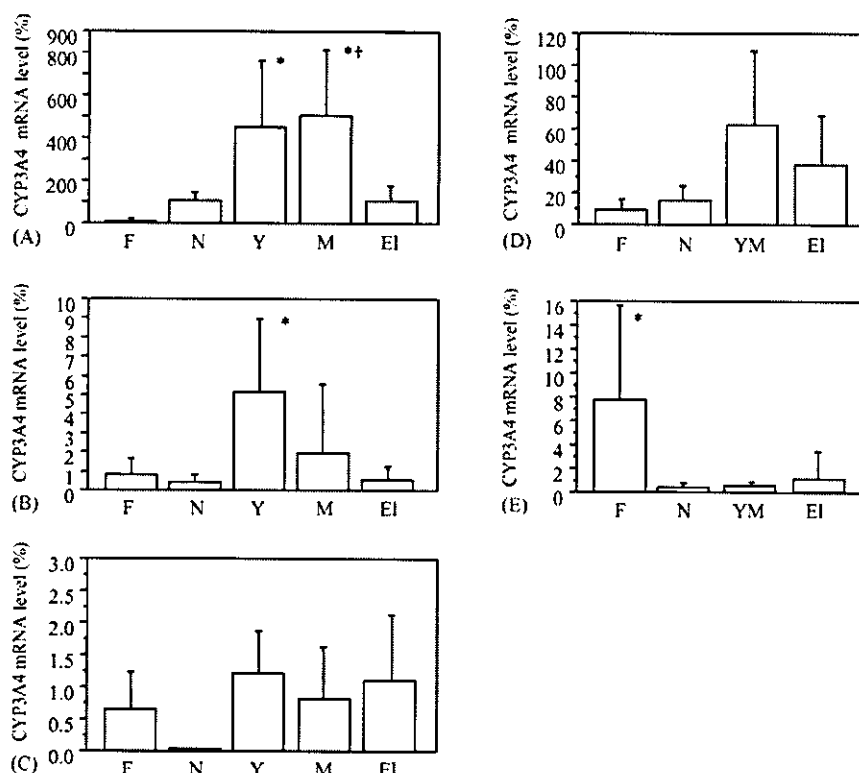 CYP3A4 mRNA level (%)
900
800
600
400
200
0
*
*†
F N Y M El
(A)
CYP3A4 mRNA level (%)
10
9
8
7
6
5
4
3
2
1
0
*
F N Y M El
(B)
CYP3A4 mRNA level (%)
3.0
2.5
2.0
1.5
1.0
0.5
0.0
F N Y M El
(C)
CYP3A4 mRNA level (%)
120
100
80
60
40
20
0
F N YM El
(D)
CYP3A4 mRNA level (%)
16
14
12
10
8
6
4
2
0
*
F N YM El
(E)